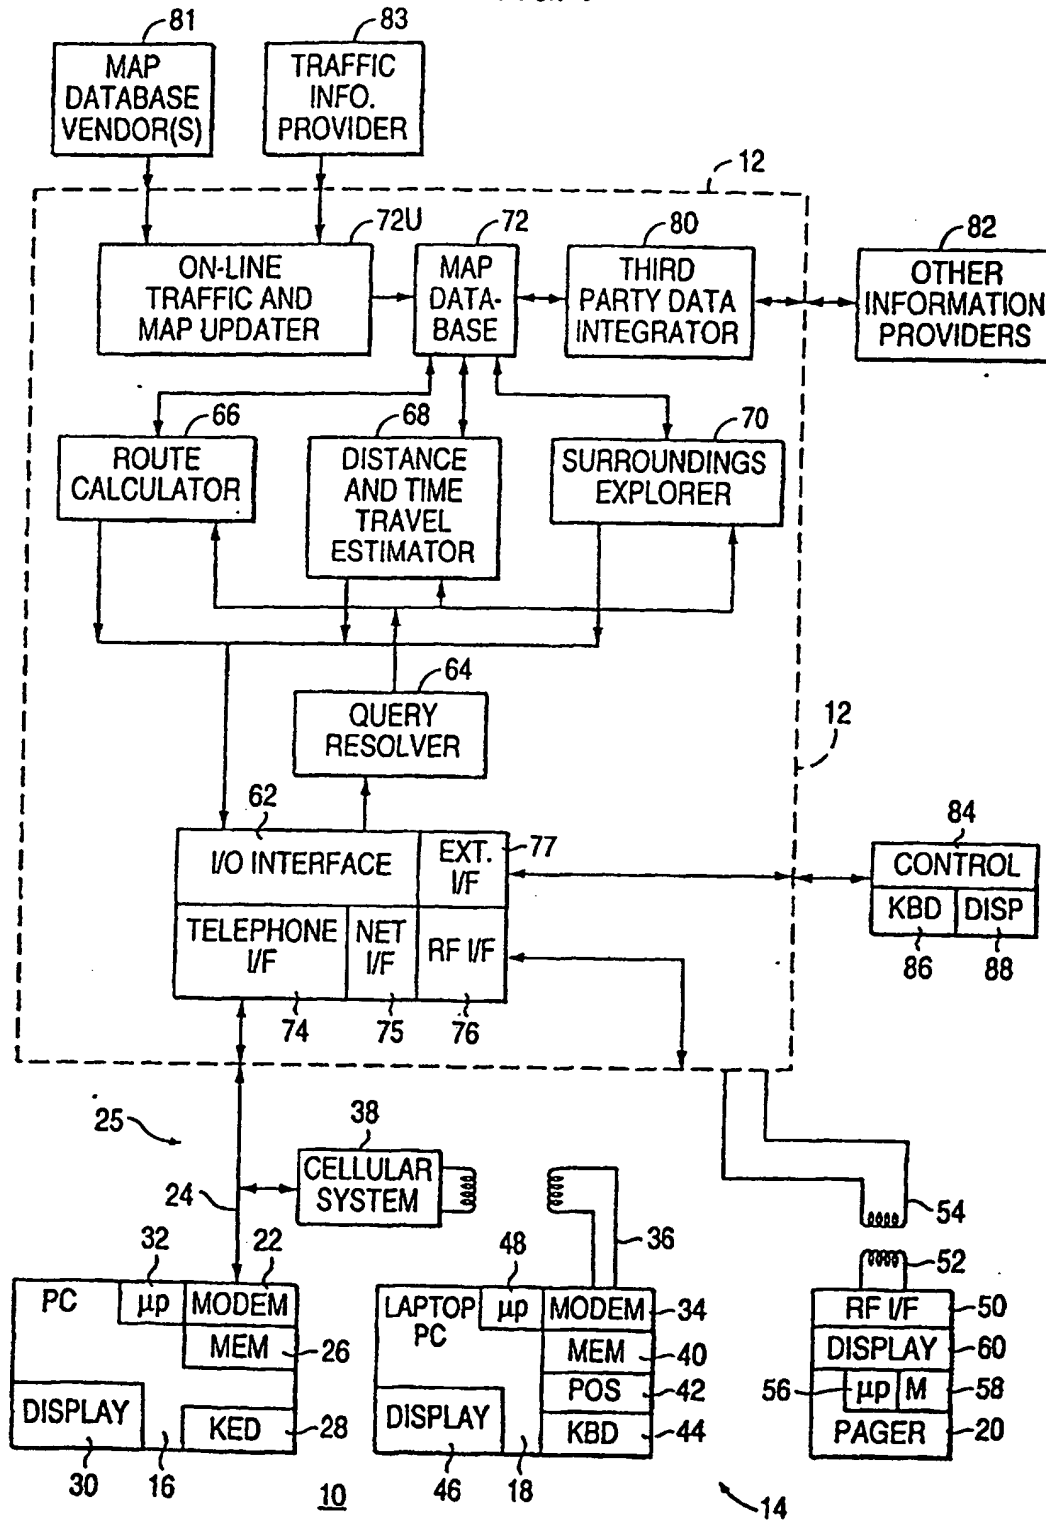 81
83
MAP
DATABASE
VENDOR(S)
TRAFFIC
INFO.
PROVIDER
12
72U
72
80
82
ON-LINE
TRAFFIC AND
MAP UPDATER
MAP
DATA-
BASE
THIRD
PARTY DATA
INTEGRATOR
OTHER
INFORMATION
PROVIDERS
66
68
70
ROUTE
CALCULATOR
DISTANCE
AND TIME
TRAVEL
ESTIMATOR
SURROUNDINGS
EXPLORER
64
QUERY
RESOLVER
12
62
77
84
I/O INTERFACE
EXT.
I/F
CONTROL
KBD
DISP
86
88
TELEPHONE
I/F
NET
I/F
RF I/F
74
75
76
25
38
CELLULAR
SYSTEM
24
54
36
52
32
22
48
PC
μp
MODEM
MEM
26
DISPLAY
KED
28
30
16
LAPTOP
PC
μp
MODEM
34
MEM
40
POS
42
DISPLAY
KBD
44
46
18
RF I/F
50
DISPLAY
60
56
μp
M
58
PAGER
20
10
14